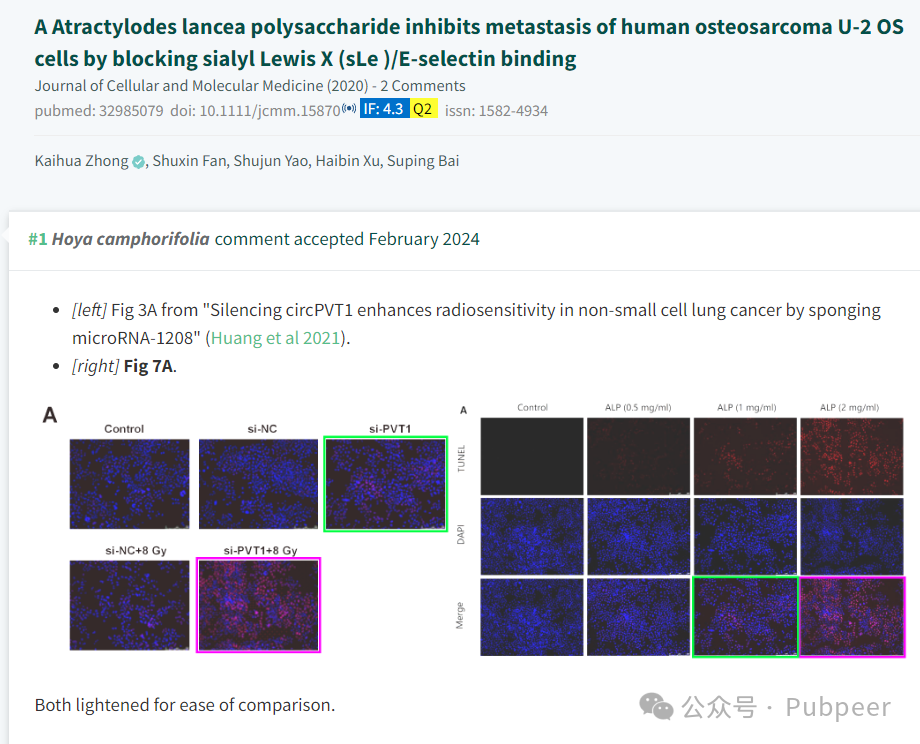 A Atractylodes lancea polysaccharide inhibits metastasis of human osteosarcoma U-2 OS
cells by blocking sialyl Lewis X (sLe )/E-selectin binding
Journal of Cellular and Molecular Medicine (2020) - 2 Comments
pubmed: 32985079 doi: 10.1111/jcmm.15870 IF: 4.3 Q2 issn: 1582-4934
Kaihua Zhong, Shuxin Fan, Shujun Yao, Haibin Xu, Suping Bai
#1 Hoya camphorifolia comment accepted February 2024
• [left] Fig 3A from "Silencing circPVT1 enhances radiosensitivity in non-small cell lung cancer by sponging
microRNA-1208" (Huang et al 2021).
• [right] Fig 7A.
A
Control si-NC si-PVT1
si-NC+8 Gy si-PVT1+8 Gy
A
Control ALP (0.5 mg/ml) ALP (1 mg/ml) ALP (2 mg/ml)
TUNEL
DAPI
Merge
Both lightened for ease of comparison.
公众号 · Pubpeer